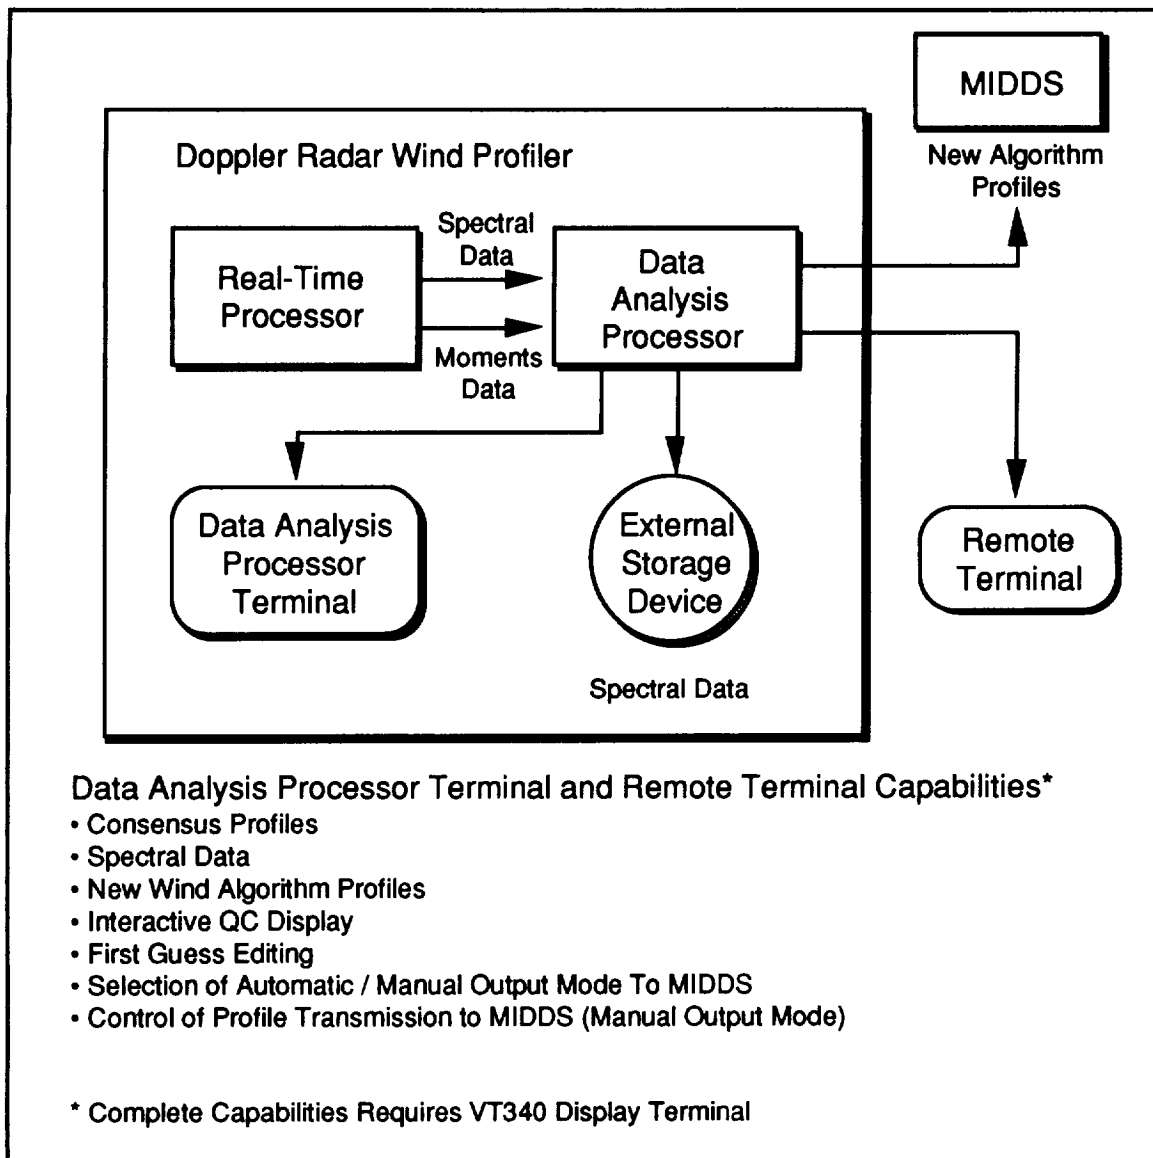 MIDDS
New Algorithm
Profiles
Doppler Radar Wind Profiler
Real-Time
Processor
Spectral
Data
Moments
Data
Data
Analysis
Processor
Data Analysis
Processor
Terminal
External
Storage
Device
Spectral Data
Remote
Terminal
Data Analysis Processor Terminal and Remote Terminal Capabilities*
• Consensus Profiles
• Spectral Data
• New Wind Algorithm Profiles
• Interactive QC Display
• First Guess Editing
• Selection of Automatic / Manual Output Mode To MIDDS
• Control of Profile Transmission to MIDDS (Manual Output Mode)
* Complete Capabilities Requires VT340 Display Terminal